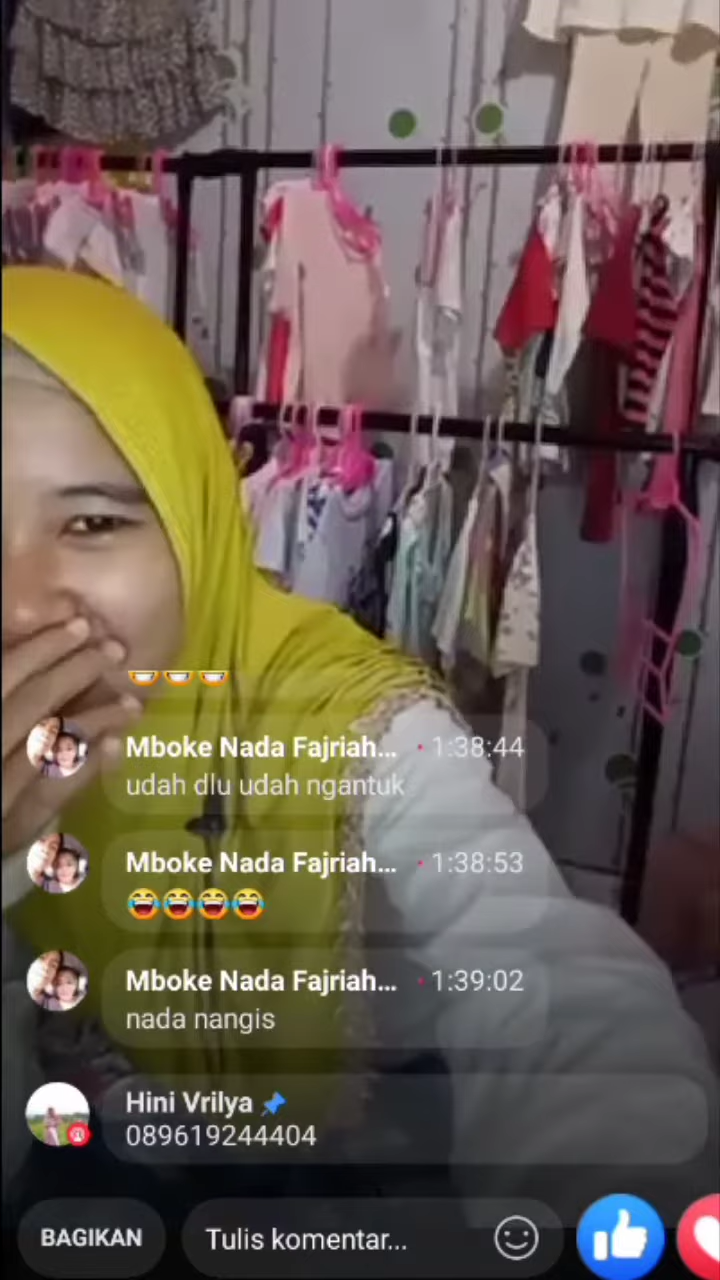 Mboke Nada Fajriah... • 1:38:44
udah dlu udah ngantuk
Mboke Nada Fajriah... • 1:38:53
😂😂😂😂
Mboke Nada Fajriah... • 1:39:02
nada nangis
Hini Vrilya 📌
089619244404
BAGIKAN
Tulis komentar...